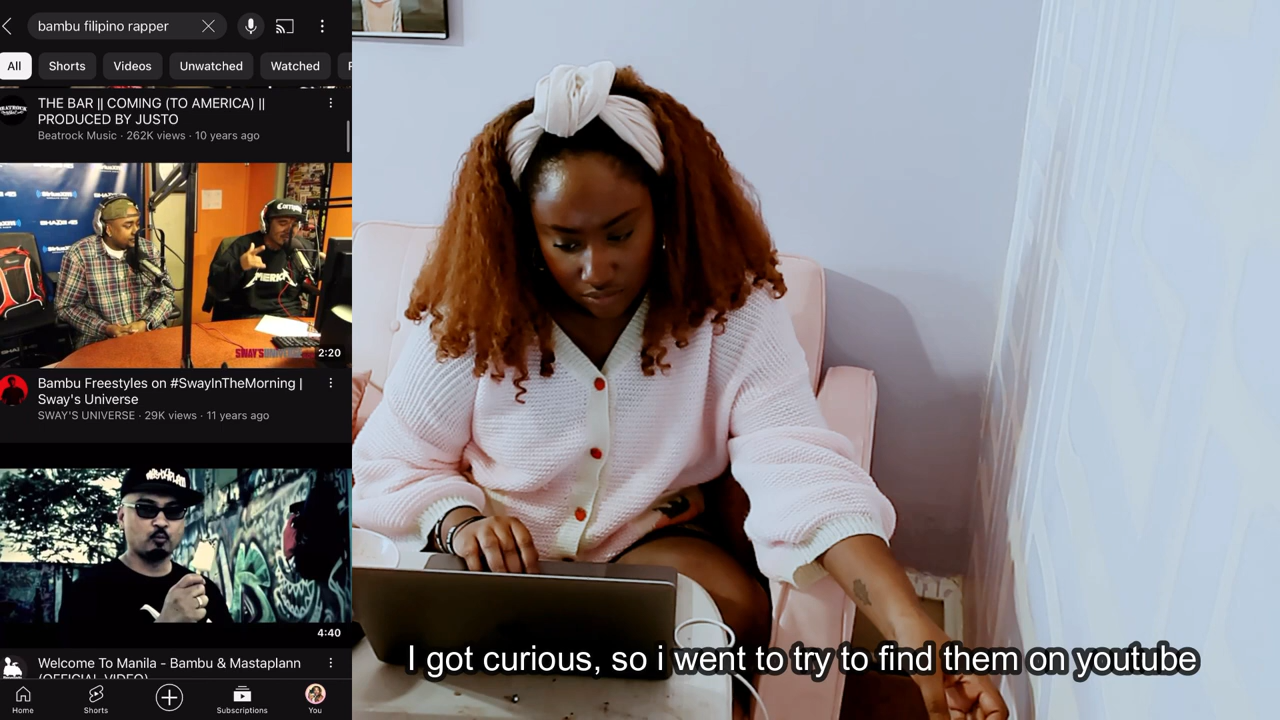 bambu filipino rapper
All
Shorts
Videos
Unwatched
Watched
THE BAR || COMING (TO AMERICA) ||
PRODUCED BY JUSTO
Beatrock Music · 262K views · 10 years ago
SWAY'S
2:20
Bambu Freestyles on #SwayInTheMorning |
Sway's Universe
SWAY'S UNIVERSE · 29K views · 11 years ago
4:40
Welcome To Manila - Bambu & Mastaplann
(OFFICIAL VIDEO)
Home
Shorts
Subscriptions
You
I got curious, so i went to try to find them on youtube